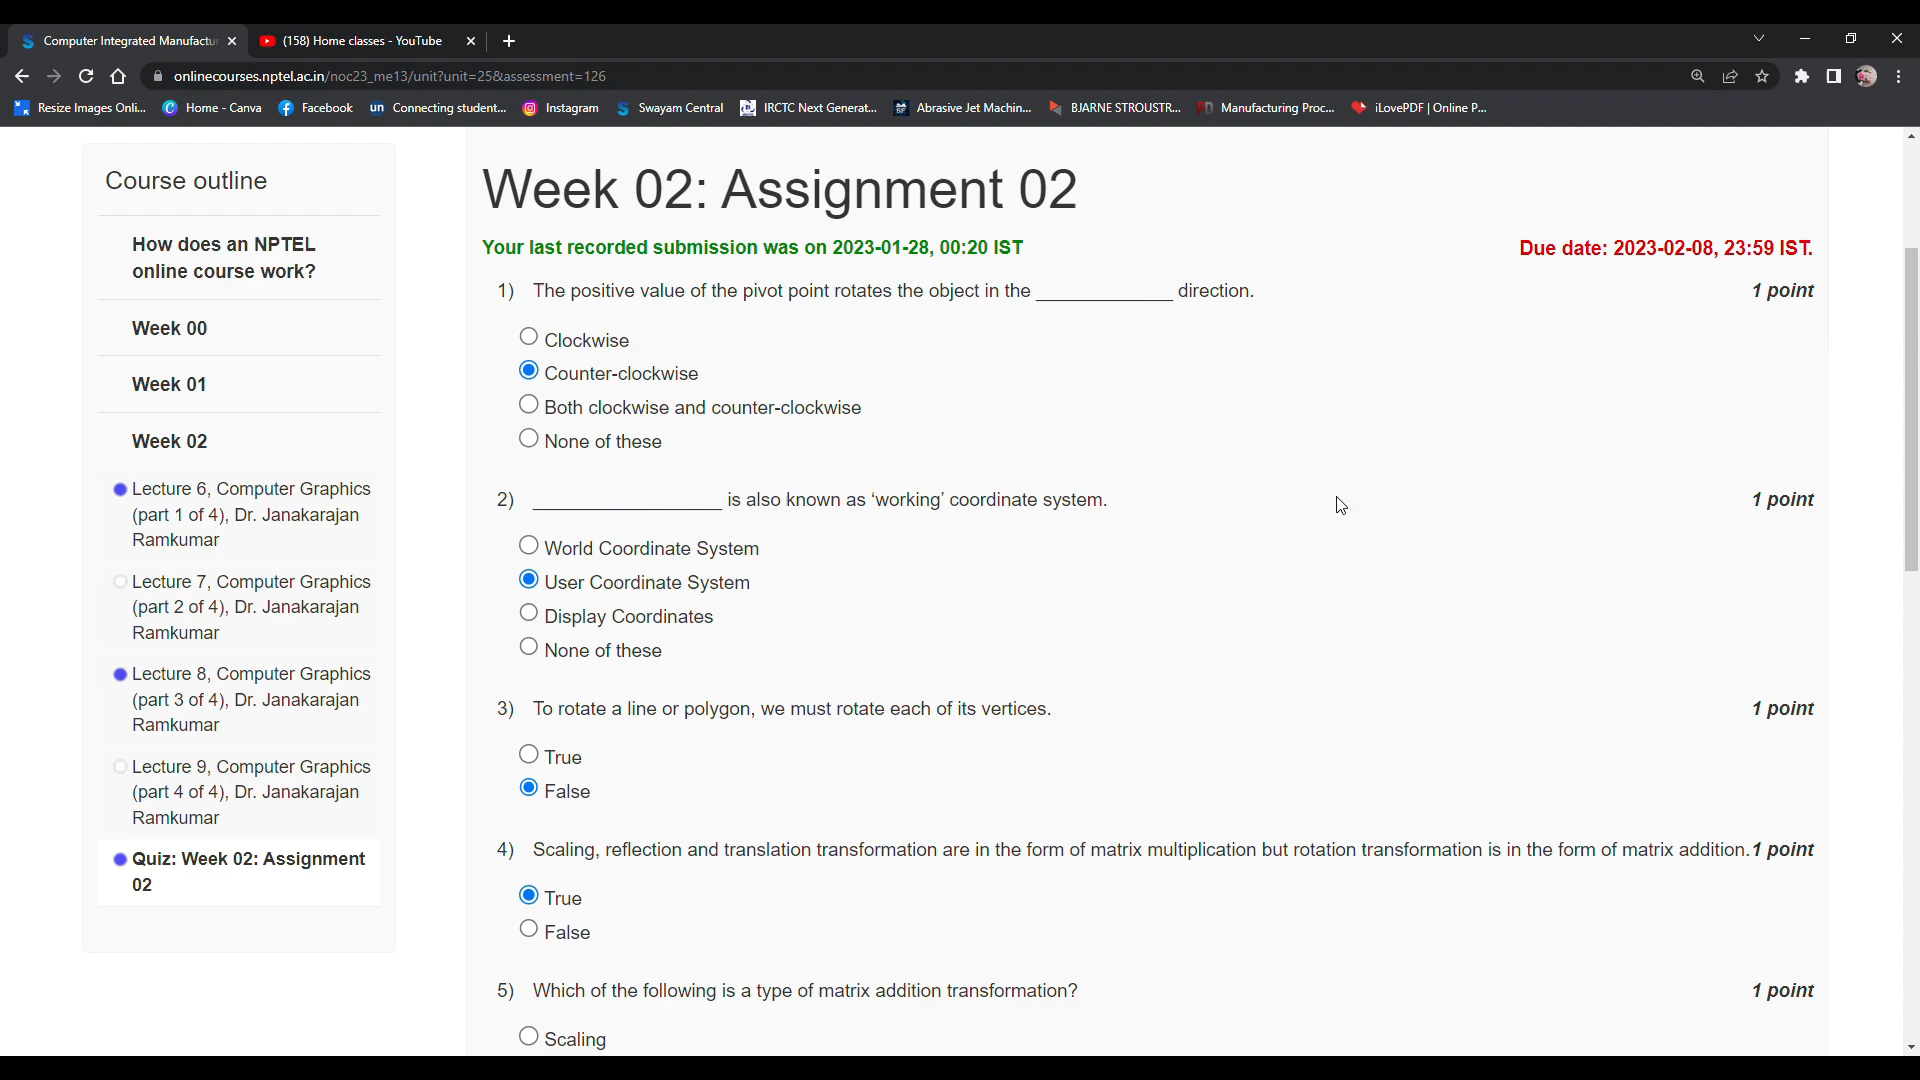 Computer Integrated Manufactu
(158) Home classes - YouTube
onlinecourses.nptel.ac.in/noc23_me13/unit?unit=25&assessment=126
Resize Images Onli...
Home - Canva
Facebook
un Connecting student...
Instagram
Swayam Central
IRCTC Next Generat...
Abrasive Jet Machin...
BJARNE STROUSTR...
Manufacturing Proc...
iLovePDF | Online P...
Course outline
How does an NPTEL
online course work?
Week 00
Week 01
Week 02
Lecture 6, Computer Graphics
(part 1 of 4), Dr. Janakarajan
Ramkumar
Lecture 7, Computer Graphics
(part 2 of 4), Dr. Janakarajan
Ramkumar
Lecture 8, Computer Graphics
(part 3 of 4), Dr. Janakarajan
Ramkumar
Lecture 9, Computer Graphics
(part 4 of 4), Dr. Janakarajan
Ramkumar
Quiz: Week 02: Assignment
02
Week 02: Assignment 02
Your last recorded submission was on 2023-01-28, 00:20 IST
Due date: 2023-02-08, 23:59 IST.
1) The positive value of the pivot point rotates the object in the _____________ direction. 1 point
Clockwise
Counter-clockwise
Both clockwise and counter-clockwise
None of these
2) __________________ is also known as ‘working’ coordinate system. 1 point
World Coordinate System
User Coordinate System
Display Coordinates
None of these
3) To rotate a line or polygon, we must rotate each of its vertices. 1 point
True
False
4) Scaling, reflection and translation transformation are in the form of matrix multiplication but rotation transformation is in the form of matrix addition. 1 point
True
False
5) Which of the following is a type of matrix addition transformation? 1 point
Scaling